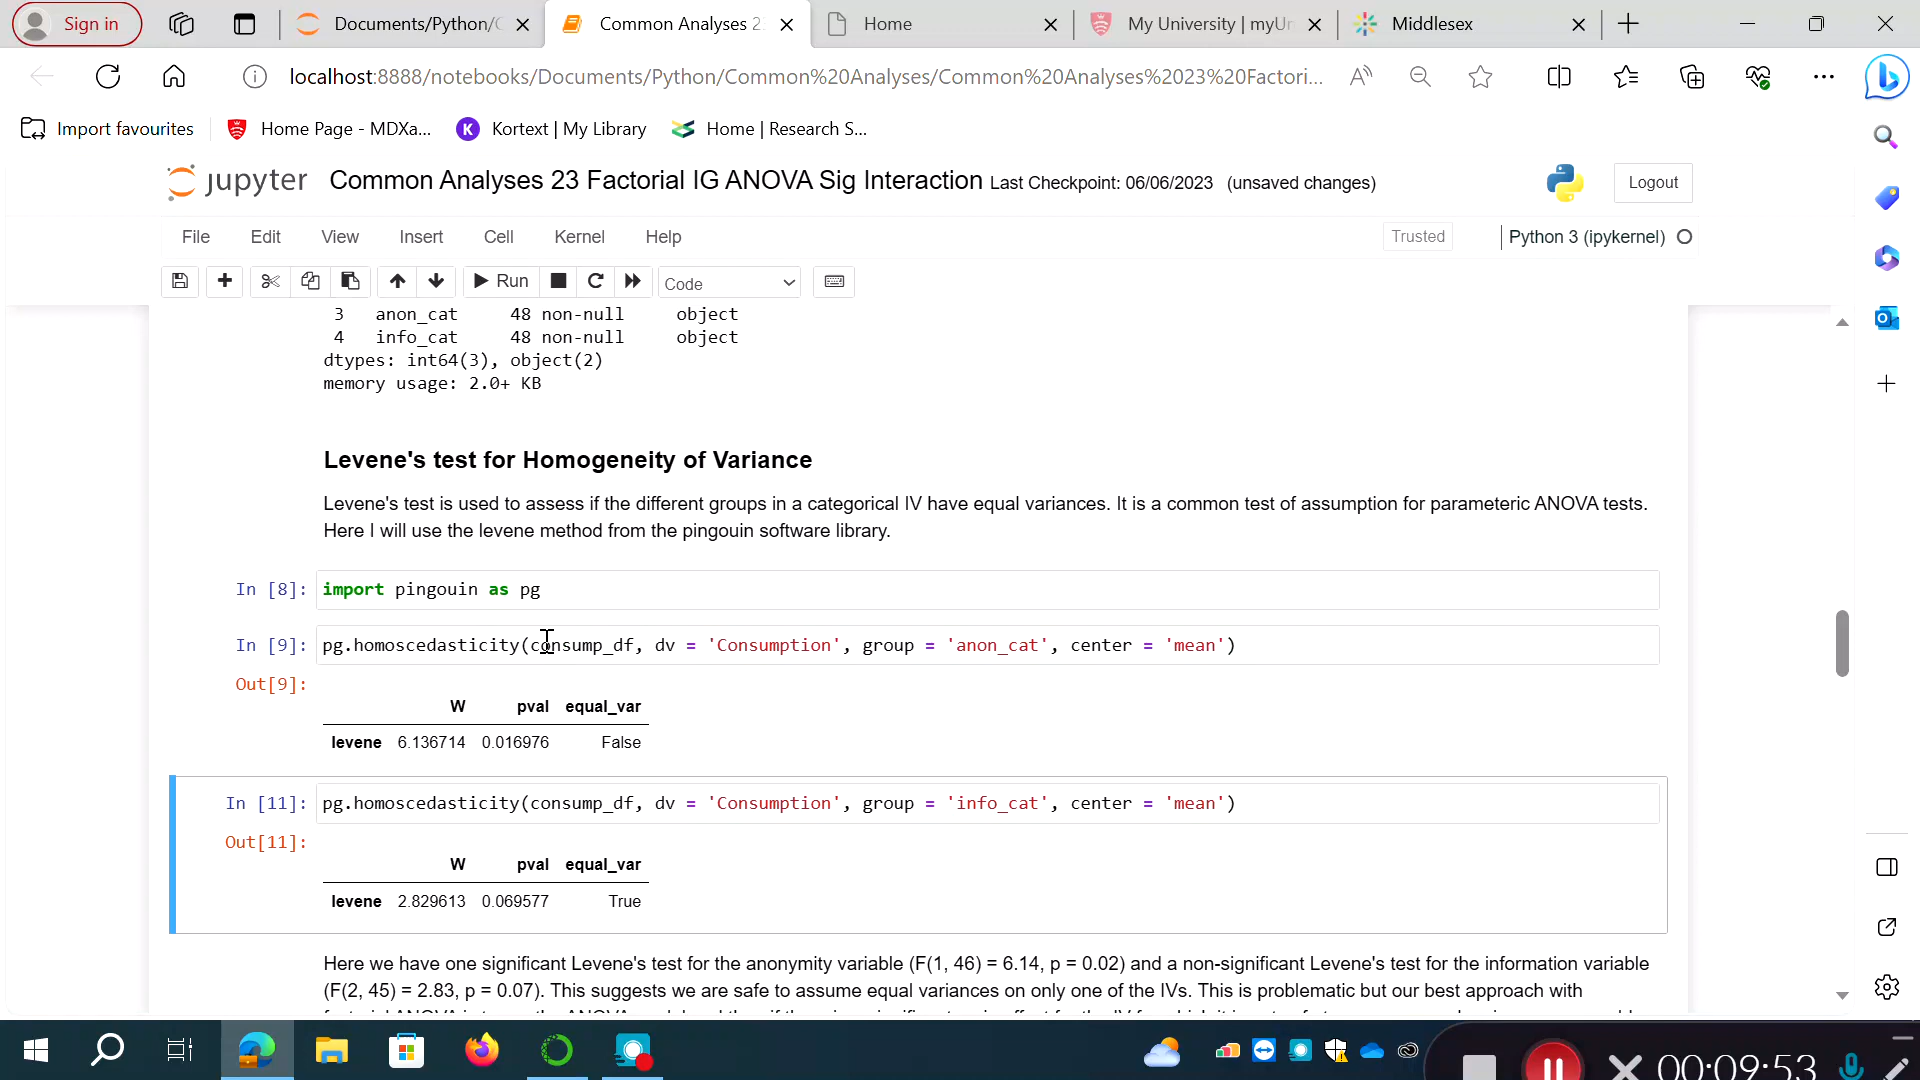 Sign in
Documents/Python/C
Common Analyses 2
Home
My University | myUn
Middlesex
localhost:8888/notebooks/Documents/Python/Common%20Analyses/Common%20Analyses%2023%20Factori...
Import favourites
Home Page - MDXa...
Kortext | My Library
Home | Research S...
jupyter Common Analyses 23 Factorial IG ANOVA Sig Interaction Last Checkpoint: 06/06/2023 (unsaved changes)
Logout
File Edit View Insert Cell Kernel Help
Trusted
Python 3 (ipykernel)
Run
Code
3 anon_cat 48 non-null object
4 info_cat 48 non-null object
dtypes: int64(3), object(2)
memory usage: 2.0+ KB
Levene's test for Homogeneity of Variance
Levene's test is used to assess if the different groups in a categorical IV have equal variances. It is a common test of assumption for parameteric ANOVA tests.
Here I will use the levene method from the pingouin software library.
In [8]: import pingouin as pg
In [9]: pg.homoscedasticity(consump_df, dv = 'Consumption', group = 'anon_cat', center = 'mean')
Out[9]:
W pval equal_var
levene 6.136714 0.016976 False
In [11]: pg.homoscedasticity(consump_df, dv = 'Consumption', group = 'info_cat', center = 'mean')
Out[11]:
W pval equal_var
levene 2.829613 0.069577 True
Here we have one significant Levene's test for the anonymity variable (F(1, 46) = 6.14, p = 0.02) and a non-significant Levene's test for the information variable
(F(2, 45) = 2.83, p = 0.07). This suggests we are safe to assume equal variances on only one of the IVs. This is problematic but our best approach with
00:09:53